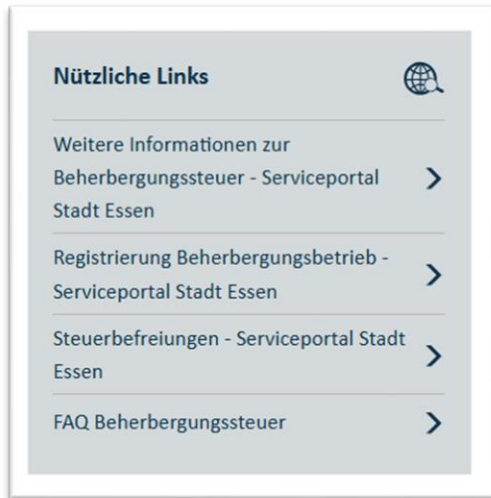 Nützliche Links
Weitere Informationen zur
Beherbergungssteuer - Serviceportal
Stadt Essen
Registrierung Beherbergungsbetrieb -
Serviceportal Stadt Essen
Steuerbefreiungen - Serviceportal Stadt
Essen
FAQ Beherbergungssteuer